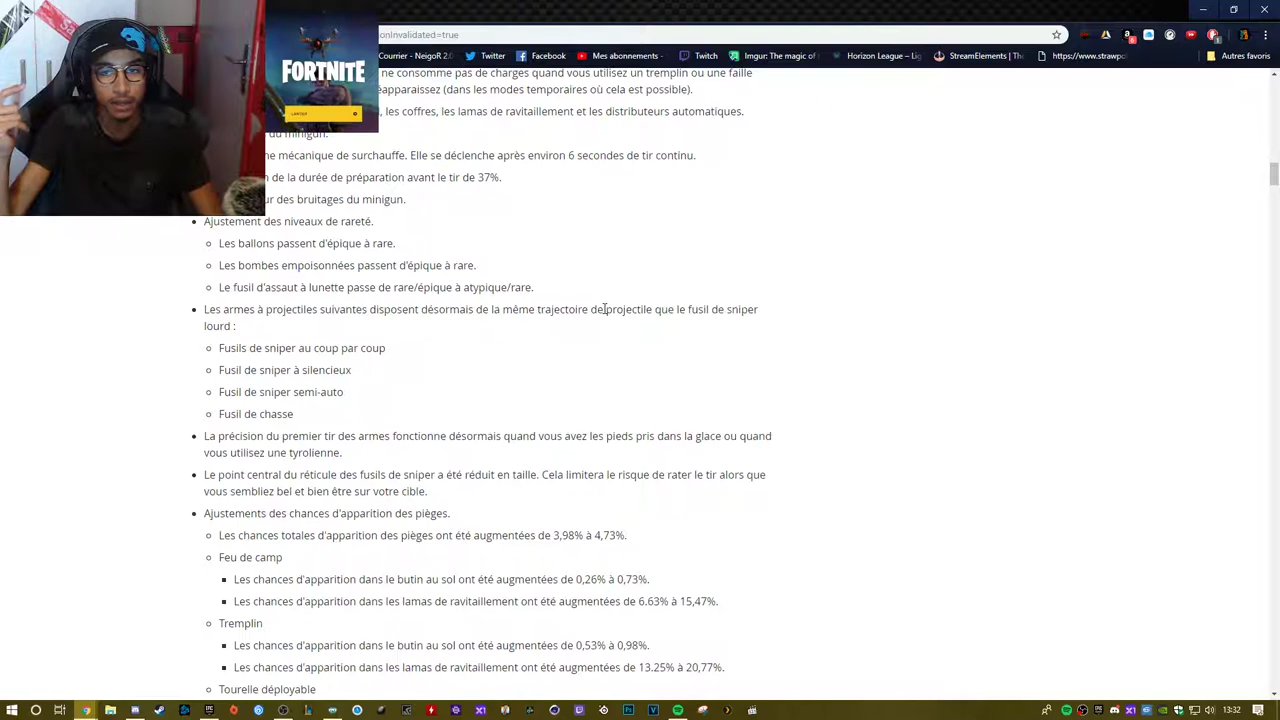 onInvalidated=true
Courrier - NeigoR 2.0 Twitter Facebook Mes abonnements - Twitch Imgur: The magic of Horizon League – Lig StreamElements | The https://www.strawpo Autres favoris
FORTNITE
ne consomme pas de charges quand vous utilisez un tremplin ou une faille
éapparaissez (dans les modes temporaires où cela est possible).
, les coffres, les lamas de ravitaillement et les distributeurs automatiques.
du minigun.
ne mécanique de surchauffe. Elle se déclenche après environ 6 secondes de tir continu.
n de la durée de préparation avant le tir de 37%.
ur des bruitages du minigun.
Ajustement des niveaux de rareté.
Les ballons passent d'épique à rare.
Les bombes empoisonnées passent d'épique à rare.
Le fusil d'assaut à lunette passe de rare/épique à atypique/rare.
Les armes à projectiles suivantes disposent désormais de la même trajectoire de projectile que le fusil de sniper
lourd :
Fusils de sniper au coup par coup
Fusil de sniper à silencieux
Fusil de sniper semi-auto
Fusil de chasse
La précision du premier tir des armes fonctionne désormais quand vous avez les pieds pris dans la glace ou quand
vous utilisez une tyrolienne.
Le point central du réticule des fusils de sniper a été réduit en taille. Cela limitera le risque de rater le tir alors que
vous sembliez bel et bien être sur votre cible.
Ajustements des chances d'apparition des pièges.
Les chances totales d'apparition des pièges ont été augmentées de 3,98% à 4,73%.
Feu de camp
Les chances d'apparition dans le butin au sol ont été augmentées de 0,26% à 0,73%.
Les chances d'apparition dans les lamas de ravitaillement ont été augmentées de 6.63% à 15,47%.
Tremplin
Les chances d'apparition dans le butin au sol ont été augmentées de 0,53% à 0,98%.
Les chances d'apparition dans les lamas de ravitaillement ont été augmentées de 13.25% à 20,77%.
Tourelle déployable
13:32